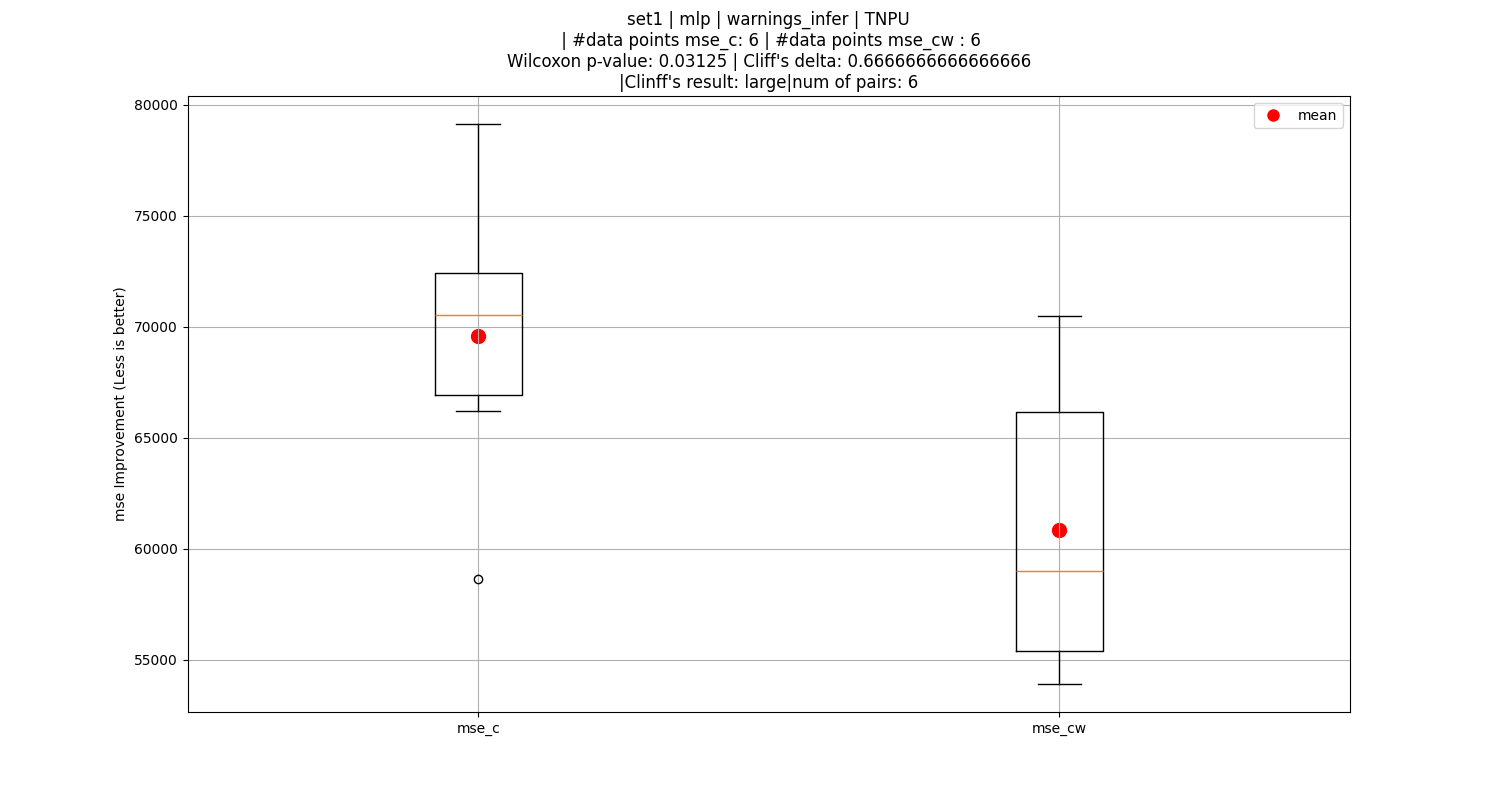 set1 | mlp | warnings_infer | TNPU
| #data points mse_c: 6 | #data points mse_cw : 6
Wilcoxon p-value: 0.03125 | Cliff's delta: 0.6666666666666666
|Clinff's result: large|num of pairs: 6
mean
80000
75000
70000
65000
60000
55000
mse Improvement (Less is better)
mse_c
mse_cw